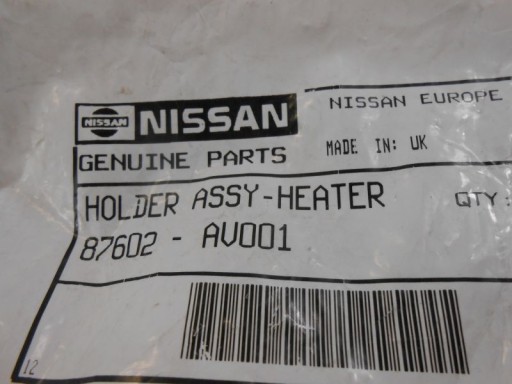 NISSAN NISSAN
NISSAN EUROPE
GENUINE PARTS
MADE IN: UK
HOLDER ASSY-HEATER
QTY:
87602 - AV001
12